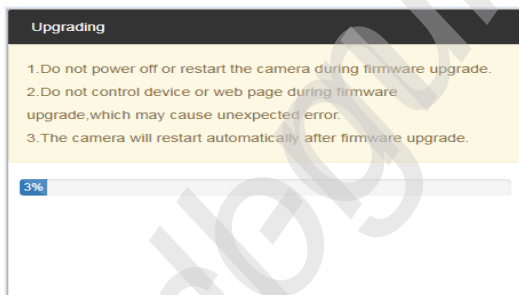 Upgrading
1.Do not power off or restart the camera during firmware upgrade.
2.Do not control device or web page during firmware
upgrade,which may cause unexpected error.
3.The camera will restart automatically after firmware upgrade.
3%